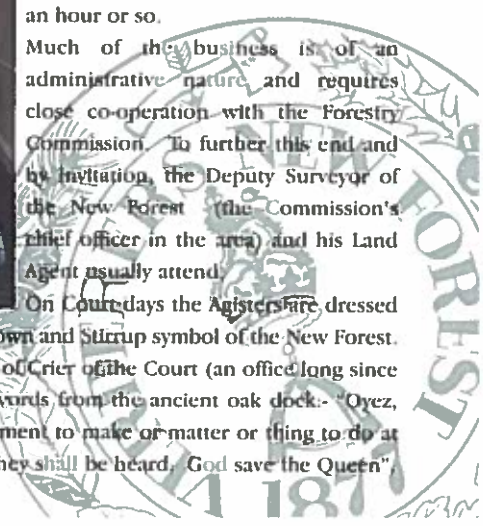 an hour or so.
Much of the business is of an
administrative nature and requires
close co-operation with the Forestry
Commission. To further this end and
by invitation, the Deputy Surveyor of
the New Forest (the Commission's
chief officer in the area) and his Land
Agent usually attend.
On Court days the Agisters are dressed
own and Stirrup symbol of the New Forest.
of Crier of the Court (an office long since
words from the ancient oak dock:- "Oyez,
ment to make or matter or thing to do at
hey shall be heard. God save the Queen",
NEW FOREST
187